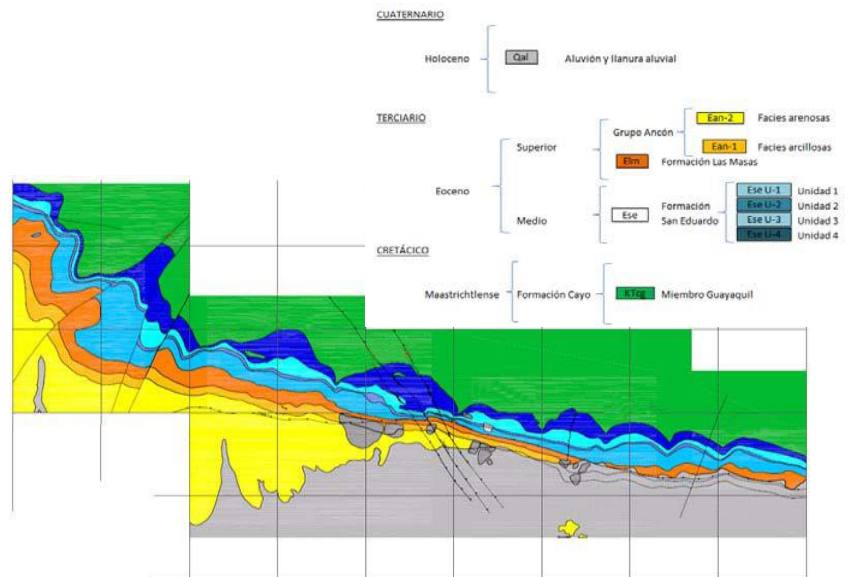 CUATERNARIO
Holoceno Qal Aluvión y llanura aluvial
TERCIARIO
Eoceno
Superior
Grupo Ancón
Ean-2 Facies arenosas
Ean-1 Facies arcillosas
Elm Formación Las Masas
Medio
Ese Formación San Eduardo
Ese U-1 Unidad 1
Ese U-2 Unidad 2
Ese U-3 Unidad 3
Ese U-4 Unidad 4
CRETÁCICO
Maastrichtlense Formación Cayo KTcg Miembro Guayaquil